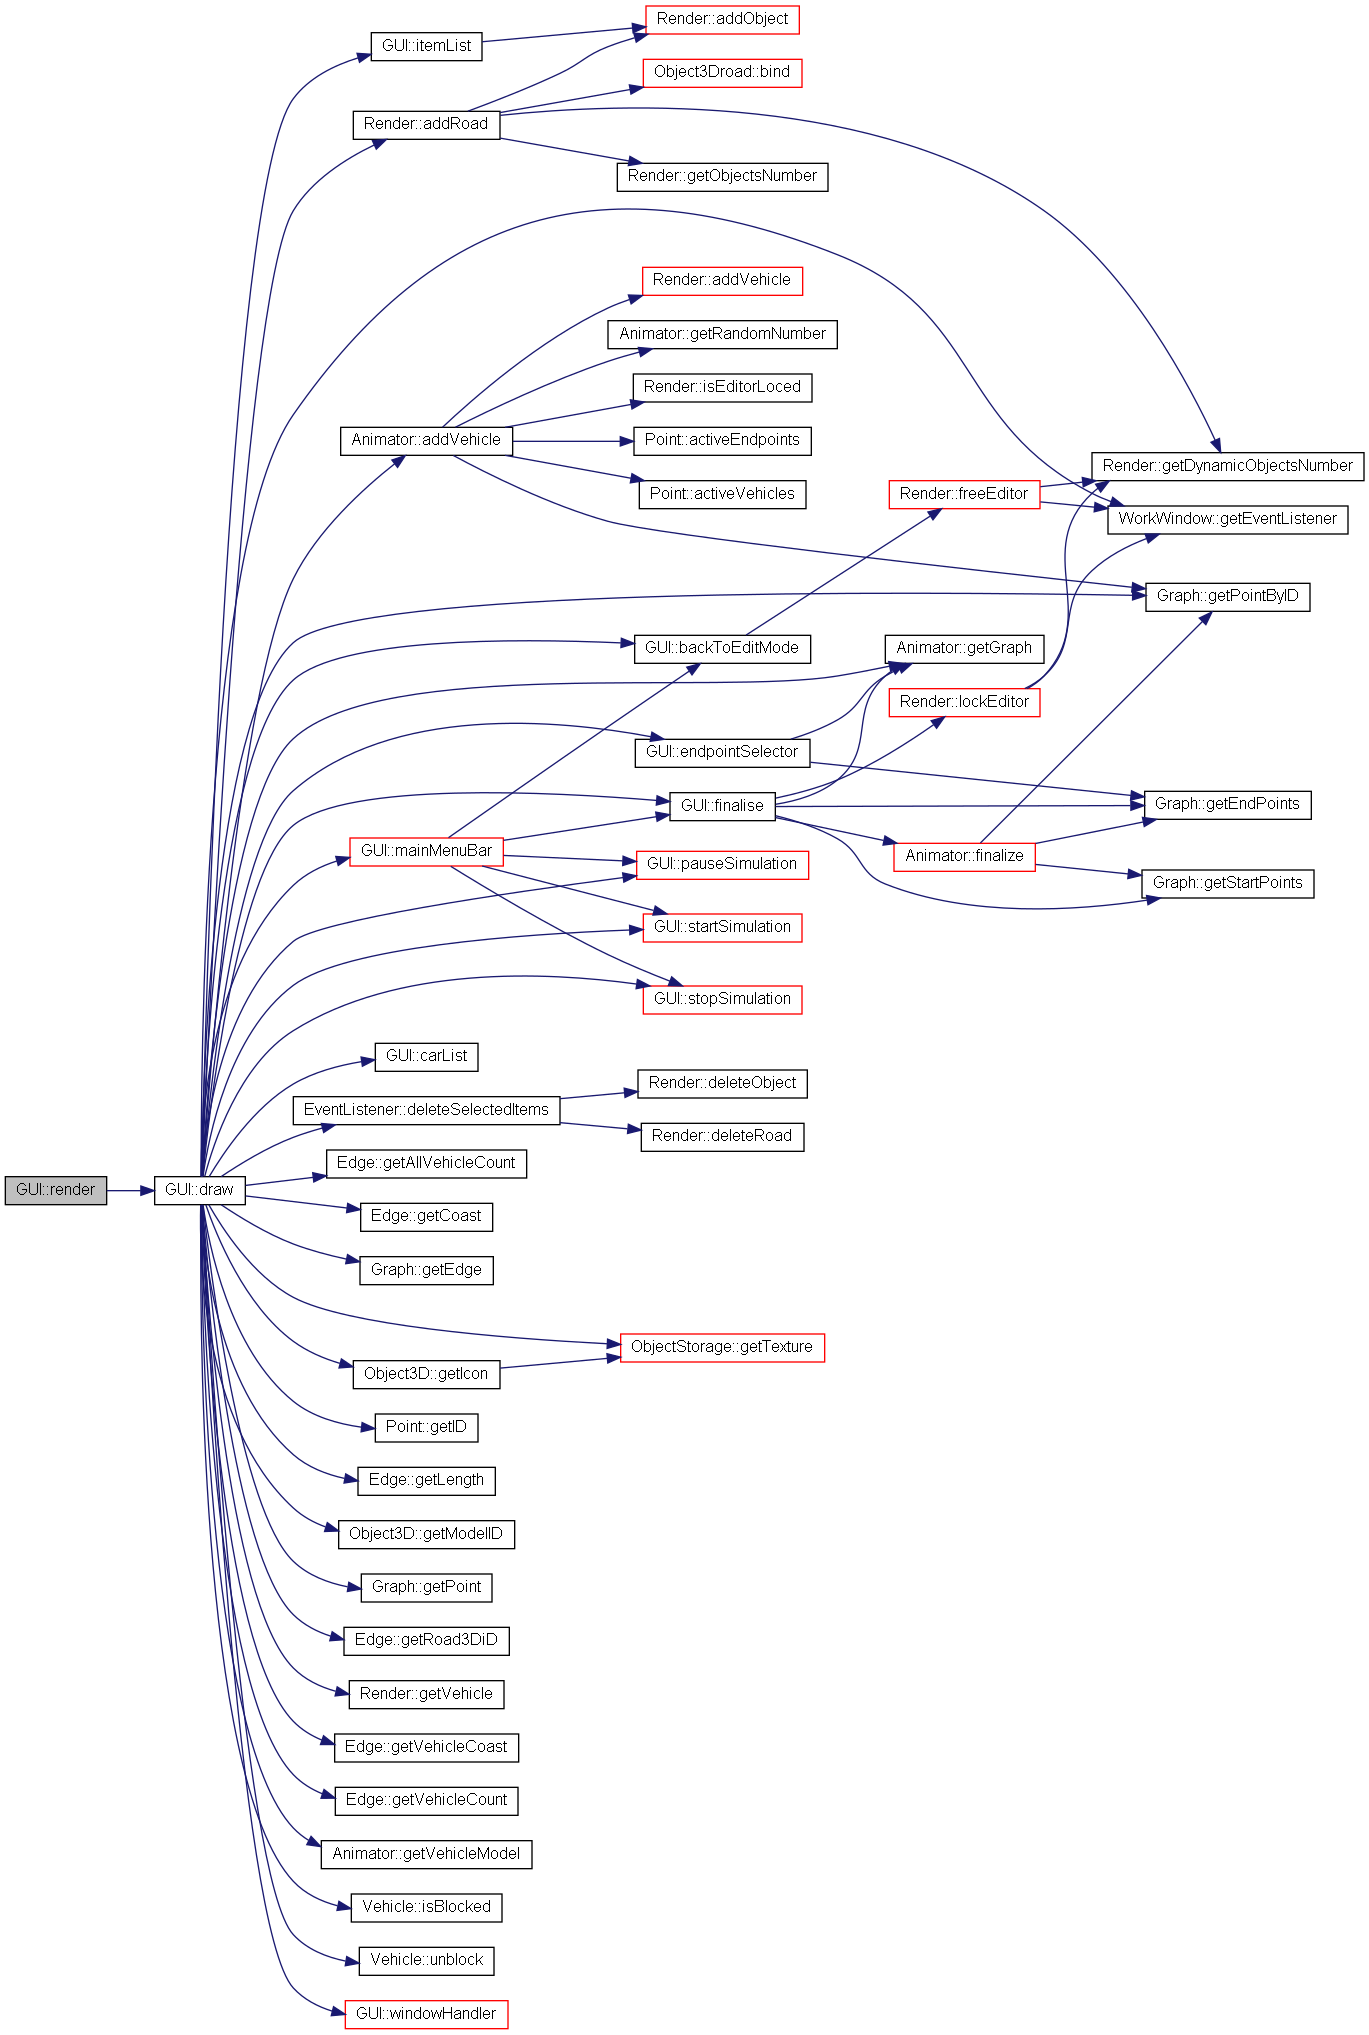 Render::addObject
GUI::itemList
Object3Droad::bind
Render::addRoad
Render::getObjectsNumber
Render::addVehicle
Animator::getRandomNumber
Render::isEditorLoced
Animator::addVehicle
Point::activeEndpoints
Render::getDynamicObjectsNumber
Point::activeVehicles
Render::freeEditor
WorkWindow::getEventListener
Graph::getPointByID
GUI::backToEditMode
Animator::getGraph
Render::lockEditor
GUI::endpointSelector
GUI::finalise
Graph::getEndPoints
GUI::mainMenuBar
Animator::finalize
GUI::pauseSimulation
Graph::getStartPoints
GUI::startSimulation
GUI::stopSimulation
GUI::carList
Render::deleteObject
EventListener::deleteSelectedItems
Render::deleteRoad
Edge::getAllVehicleCount
GUI::render
GUI::draw
Edge::getCoast
Graph::getEdge
ObjectStorage::getTexture
Object3D::getIcon
Point::getID
Edge::getLength
Object3D::getModelID
Graph::getPoint
Edge::getRoad3DiD
Render::getVehicle
Edge::getVehicleCoast
Edge::getVehicleCount
Animator::getVehicleModel
Vehicle::isBlocked
Vehicle::unblock
GUI::windowHandler